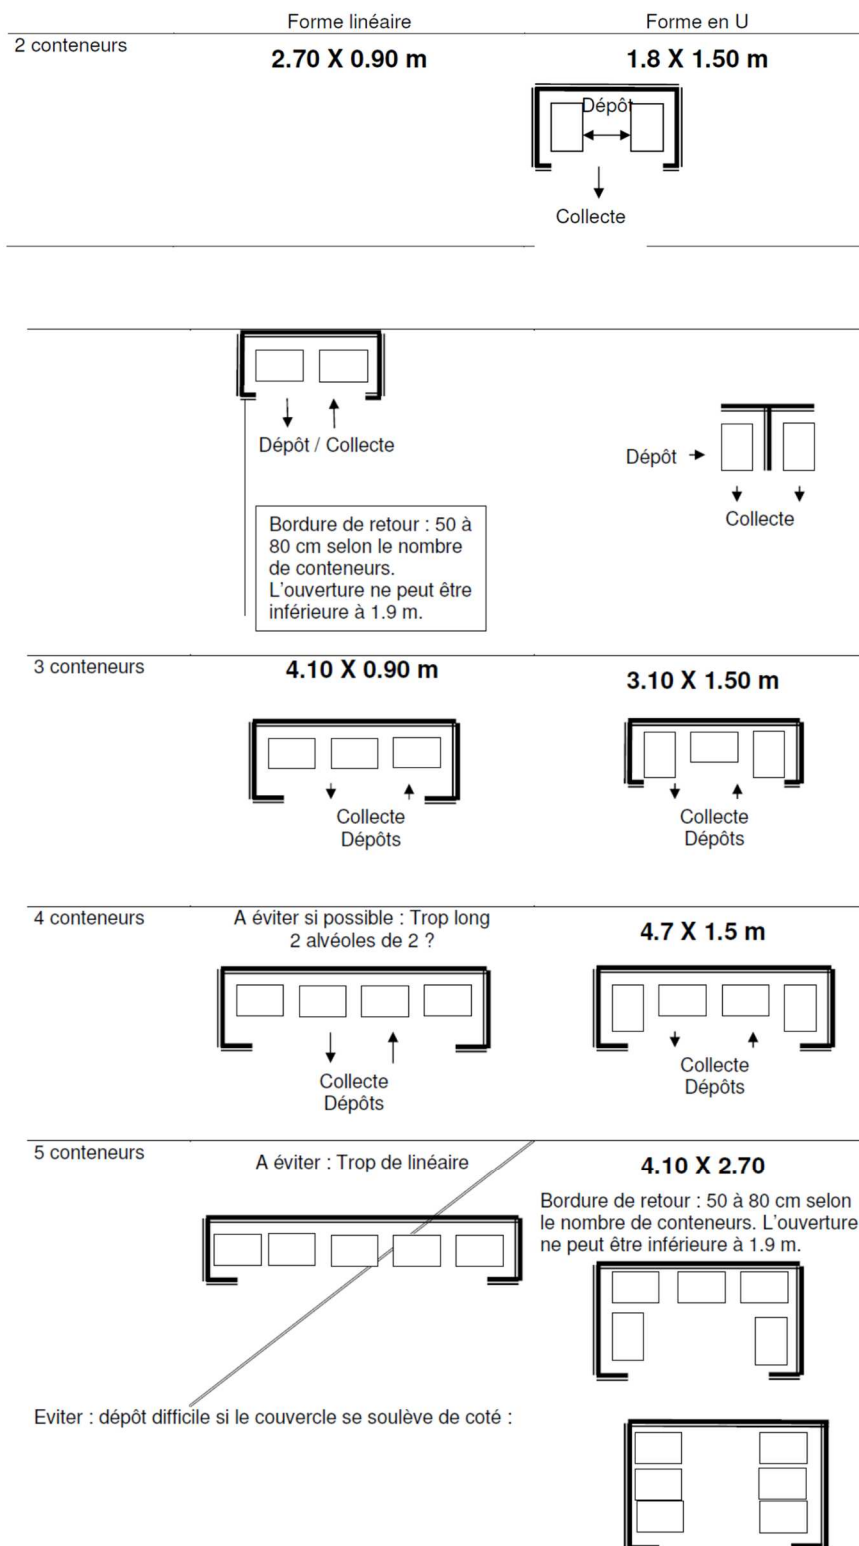 Forme linéaire
Forme en U
2 conteneurs
2.70 X 0.90 m
1.8 X 1.50 m
Dépôt
Collecte
Dépôt / Collecte
Bordure de retour : 50 à
80 cm selon le nombre
de conteneurs.
L'ouverture ne peut être
inférieure à 1.9 m.
Dépôt
Collecte
3 conteneurs
4.10 X 0.90 m
3.10 X 1.50 m
Collecte
Dépôts
Collecte
Dépôts
4 conteneurs
A éviter si possible : Trop long
2 alvéoles de 2 ?
4.7 X 1.5 m
Collecte
Dépôts
Collecte
Dépôts
5 conteneurs
A éviter : Trop de linéaire
4.10 X 2.70
Bordure de retour : 50 à 80 cm selon
le nombre de conteneurs. L'ouverture
ne peut être inférieure à 1.9 m.
Eviter : dépôt difficile si le couvercle se soulève de coté :